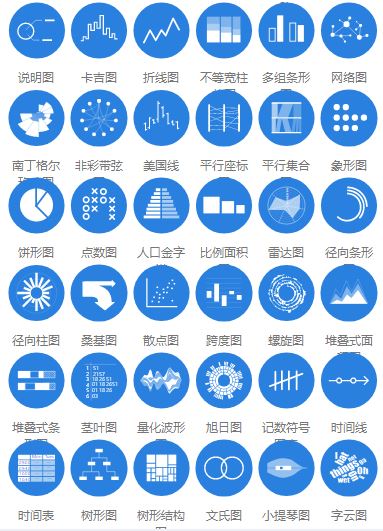 说明图 卡吉图 折线图 不等宽柱 多组条形 网络图
南丁格尔 非彩带弦 美国线 平行座标 平行集合 象形图
饼形图 点数图 人口金字 比例面积 雷达图 径向条形
径向柱图 桑基图 散点图 跨度图 螺旋图 堆叠式面
堆叠式条 茎叶图 量化波形 旭日图 记数符号 时间线
时间表 树形图 树形结构 文氏图 小提琴图 字云图